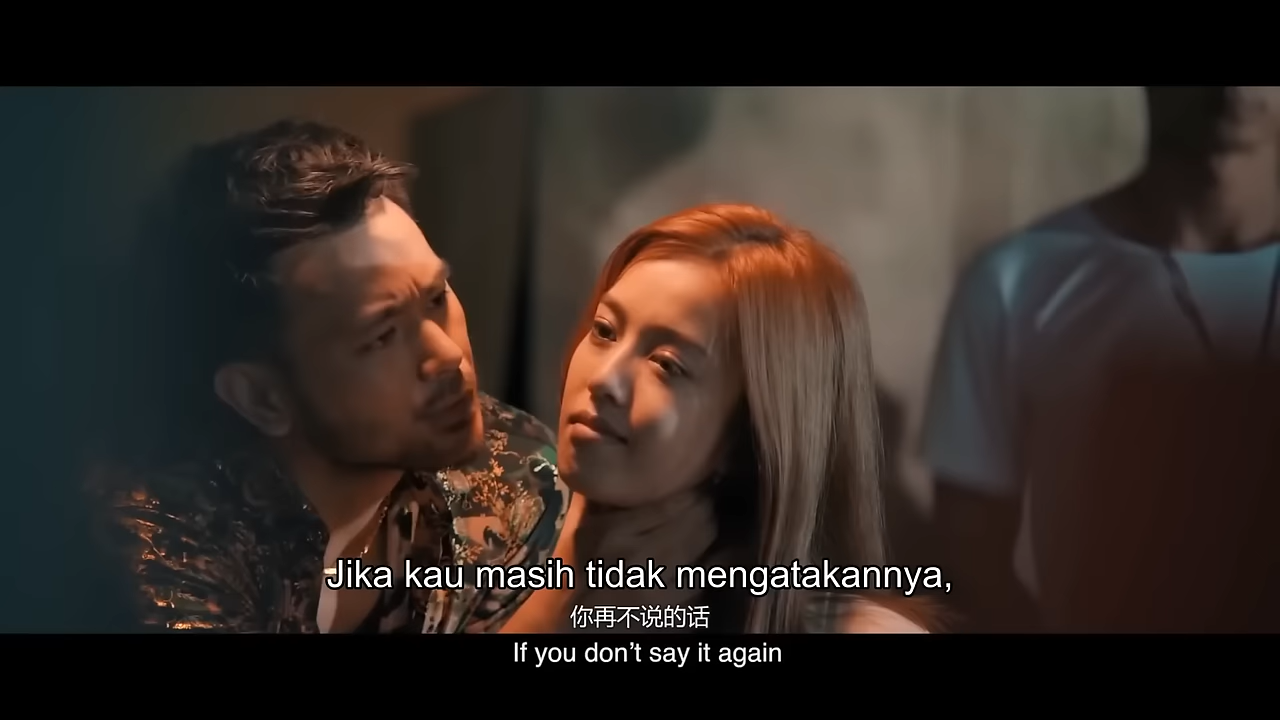 Jika kau masih tidak mengatakannya,
你再不说的话
If you don’t say it again